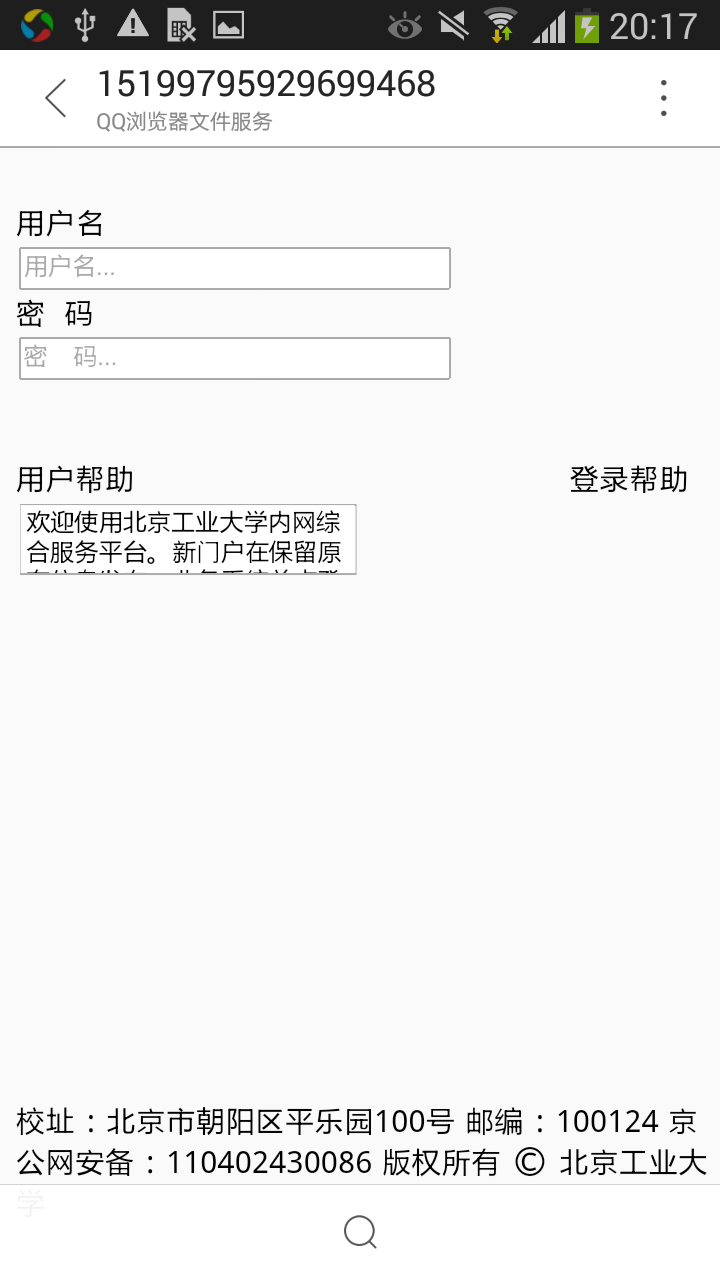 20:17
15199795929699468
QQ浏览器文件服务
用户名
用户名...
密 码
密 码...
用户帮助 登录帮助
欢迎使用北京工业大学内网综
合服务平台。新门户在保留原
校址：北京市朝阳区平乐园100号 邮编：100124 京
公网安备：110402430086 版权所有 © 北京工业大
学